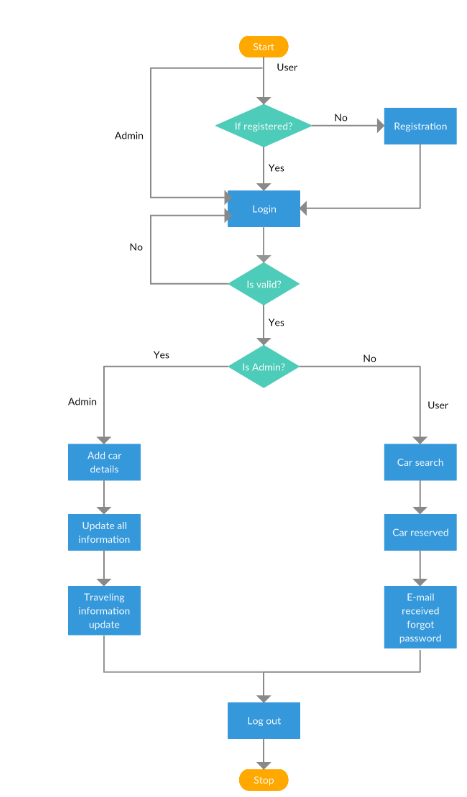 Start
User
Admin
If registered?
No
Registration
Yes
Login
No
Is valid?
Yes
Is Admin?
Yes
No
Admin
User
Add car
details
Car search
Update all
information
Car reserved
Traveling
information
update
E-mail
received
forgot
password
Log out
Stop